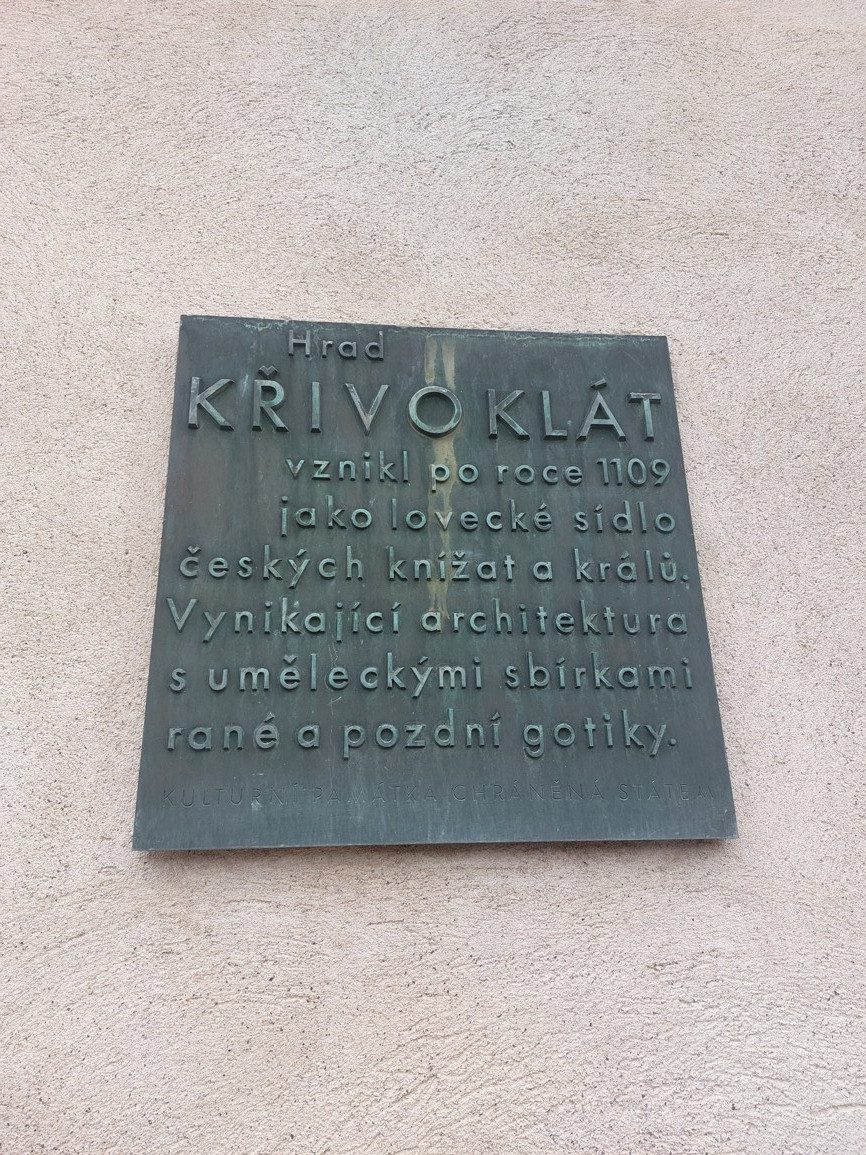 Hrad
KŘIVOKLÁT
vznikl po roce 1109
jako lovecké sídlo
českých knížat a králů.
Vynikající architektura
s uměleckými sbírkami
rané a pozdní gotiky.
KULTURNÍ PAMÁTKA CHRÁNĚNÁ STÁTEM